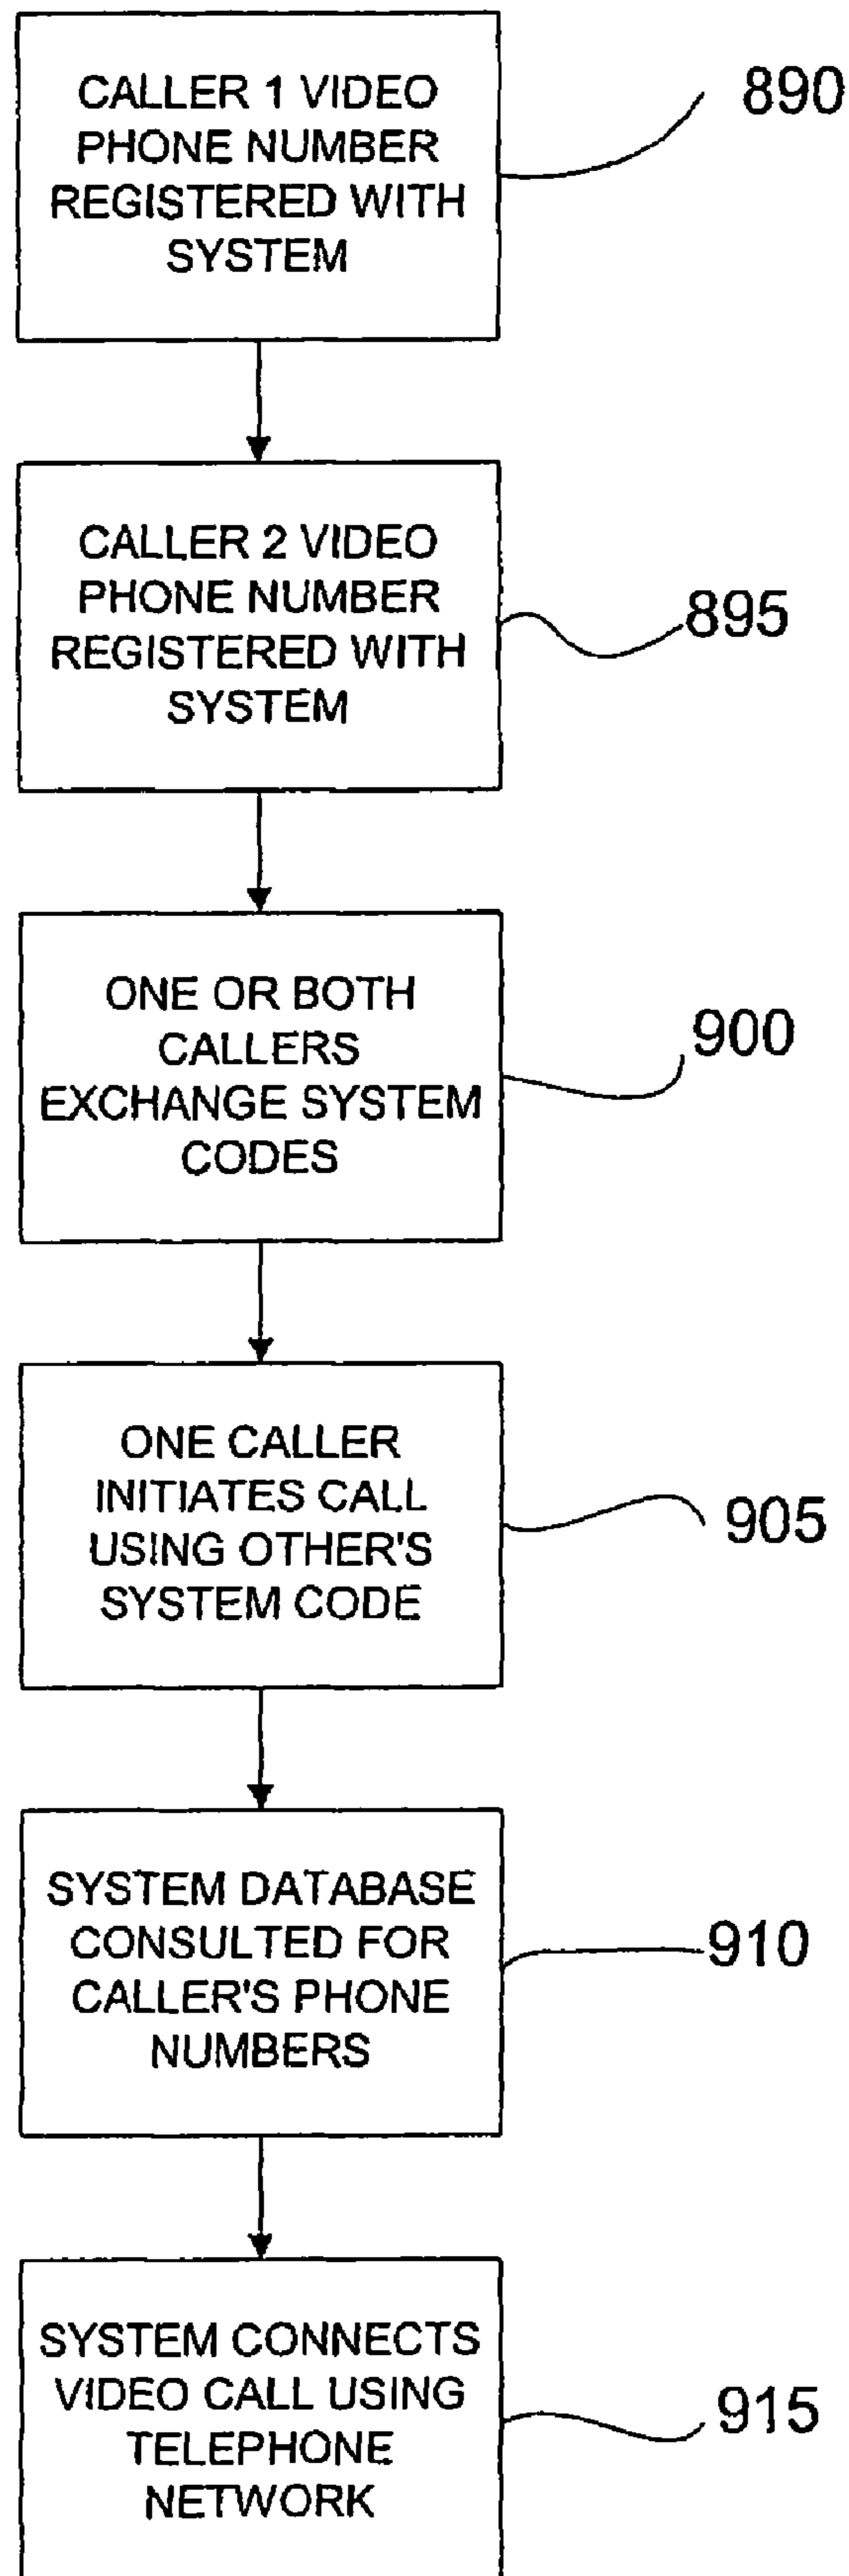 CALLER 1 VIDEO
PHONE NUMBER
REGISTERED WITH
SYSTEM
890
CALLER 2 VIDEO
PHONE NUMBER
REGISTERED WITH
SYSTEM
895
ONE OR BOTH
CALLERS
EXCHANGE SYSTEM
CODES
900
ONE CALLER
INITIATES CALL
USING OTHER'S
SYSTEM CODE
905
SYSTEM DATABASE
CONSULTED FOR
CALLER'S PHONE
NUMBERS
910
SYSTEM CONNECTS
VIDEO CALL USING
TELEPHONE
NETWORK
915